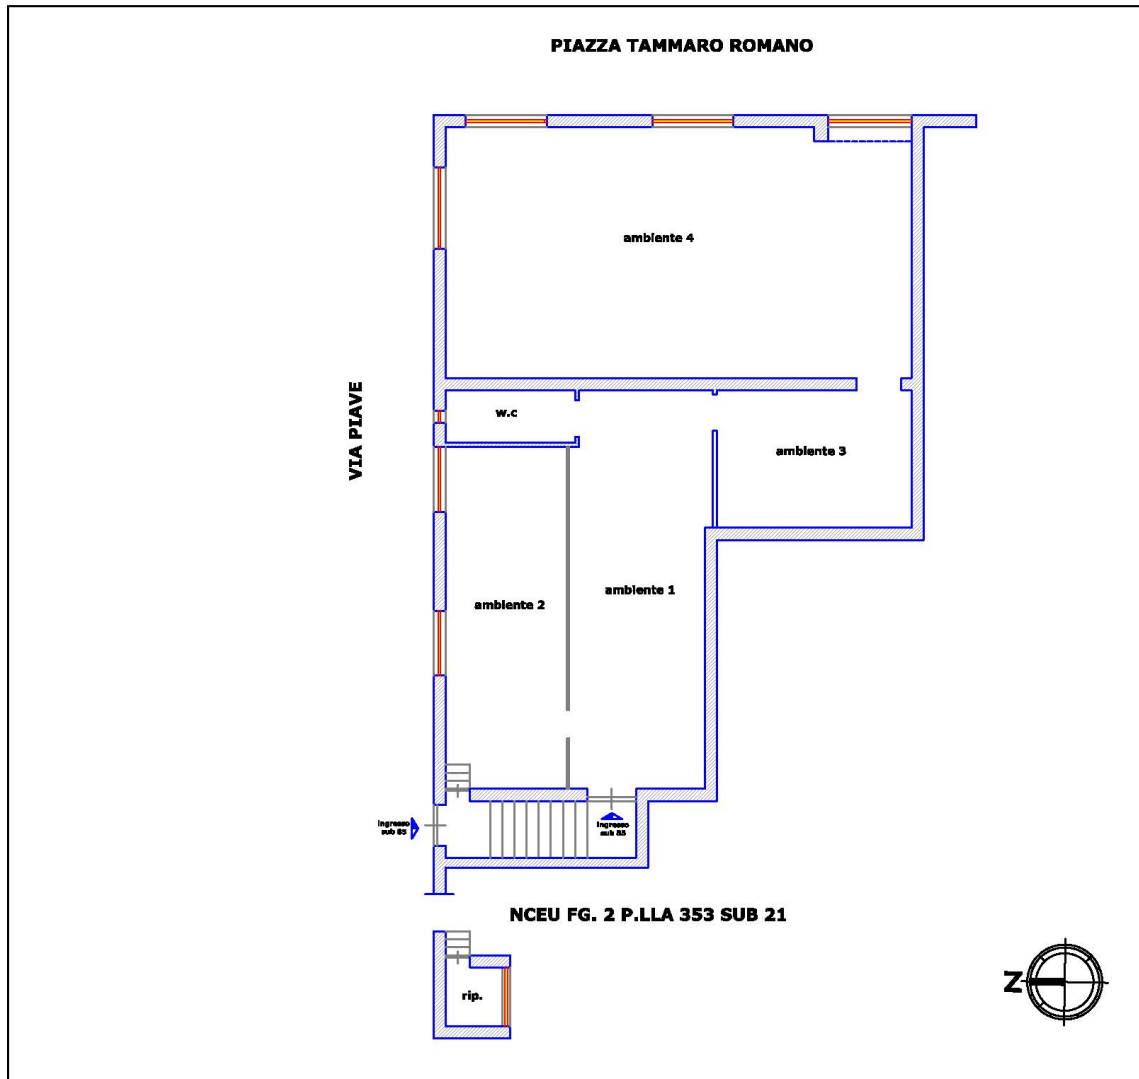 PIAZZA TAMMARO ROMANO
ambiente 4
VIA PIAVE
w.c
ambiente 3
ambiente 1
ambiente 2
ingresso
sub 85
ingresso
sub 85
NCEU FG. 2 P.LLA 353 SUB 21
rip.
N